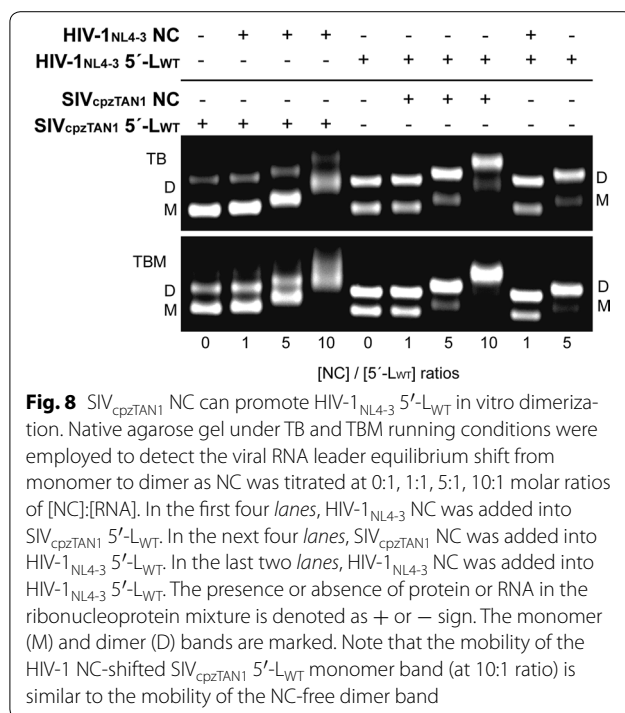 HIV-1NL4-3 NC - + + + - - - - + -
HIV-1NL4-3 5´-LWT - - - - + + + + + +
SIVcpzTAN1 NC - - - - - + + + - -
SIVcpzTAN1 5´-LWT + + + + - - - - - -
TB
D D
M M
TBM
D D
M M
0 1 5 10 0 1 5 10 1 5
[NC] / [5´-LWT] ratios
Fig. 8 SIVcpzTAN1 NC can promote HIV-1NL4-3 5′-LWT in vitro dimeriza-
tion. Native agarose gel under TB and TBM running conditions were
employed to detect the viral RNA leader equilibrium shift from
monomer to dimer as NC was titrated at 0:1, 1:1, 5:1, 10:1 molar ratios
of [NC]:[RNA]. In the first four lanes, HIV-1NL4-3 NC was added into
SIVcpzTAN1 5′-LWT. In the next four lanes, SIVcpzTAN1 NC was added into
HIV-1NL4-3 5′-LWT. In the last two lanes, HIV-1NL4-3 NC was added into
HIV-1NL4-3 5′-LWT. The presence or absence of protein or RNA in the
ribonucleoprotein mixture is denoted as + or − sign. The monomer
(M) and dimer (D) bands are marked. Note that the mobility of the
HIV-1 NC-shifted SIVcpzTAN1 5′-LWT monomer band (at 10:1 ratio) is
similar to the mobility of the NC-free dimer band